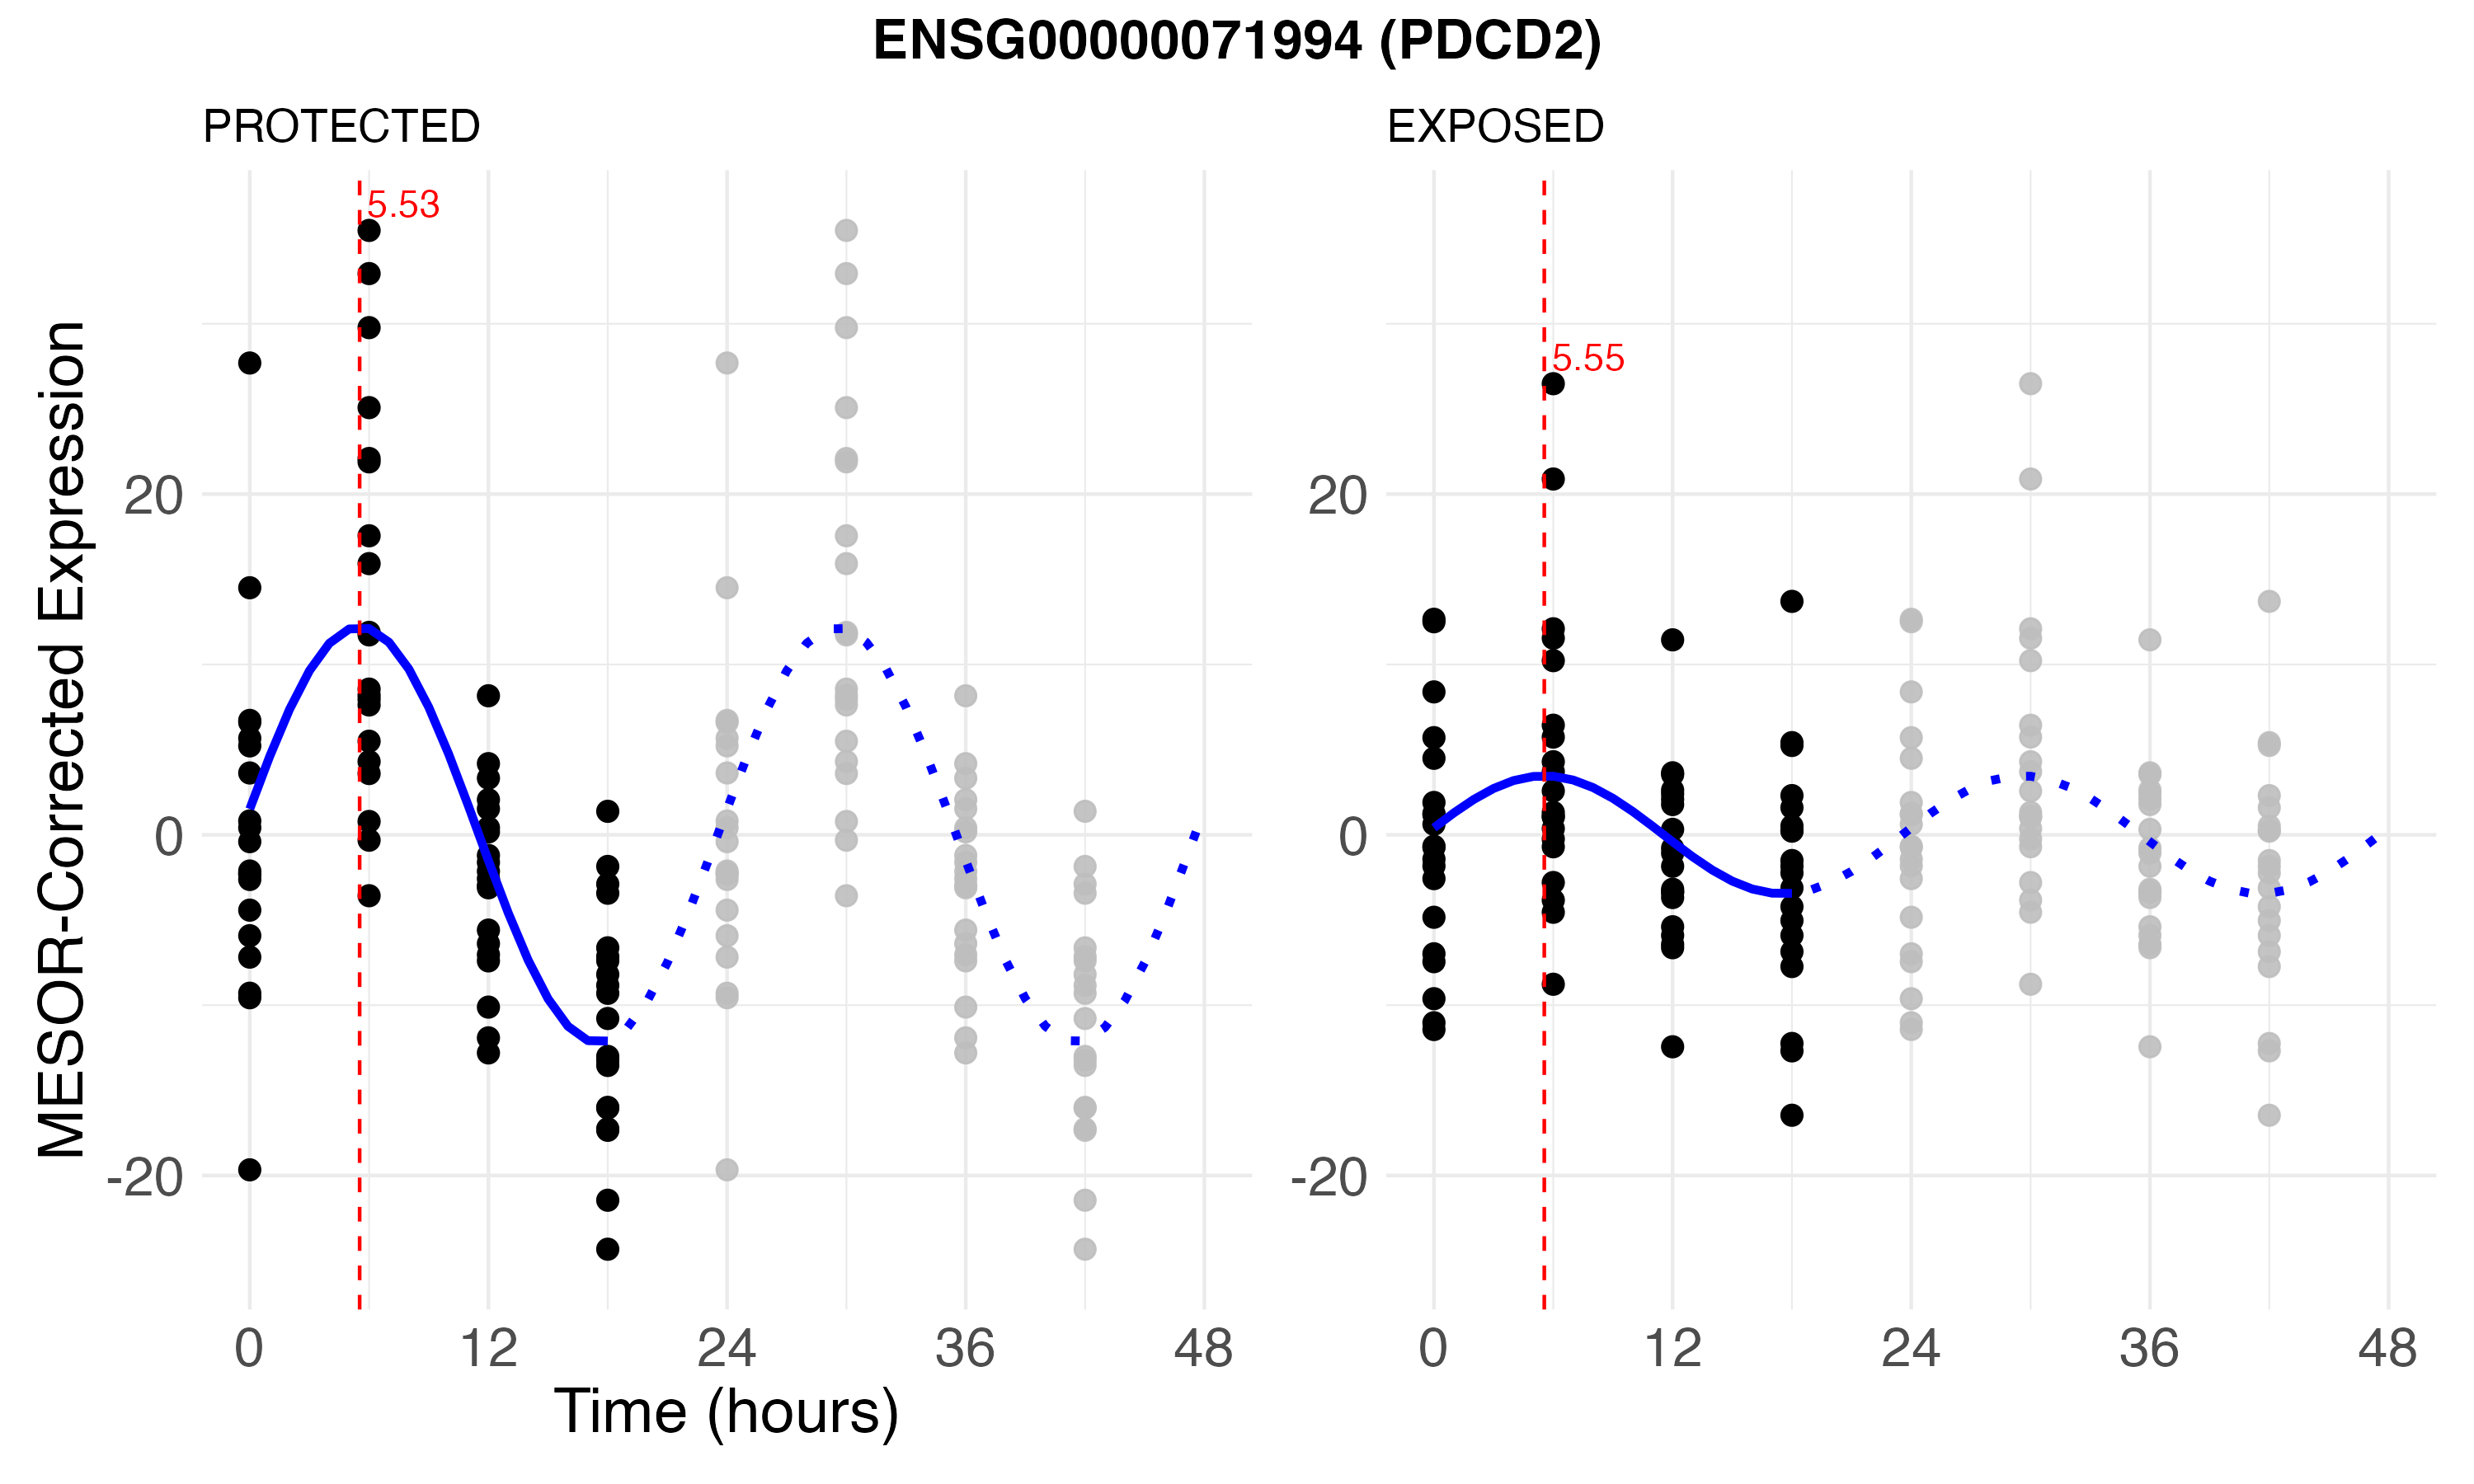 ENSG00000071994 (PDCD2)
PROTECTED
EXPOSED
5.53
5.55
MESOR-Corrected Expression
20
0
-20
20
0
-20
0 12 24 36 48
0 12 24 36 48
Time (hours)